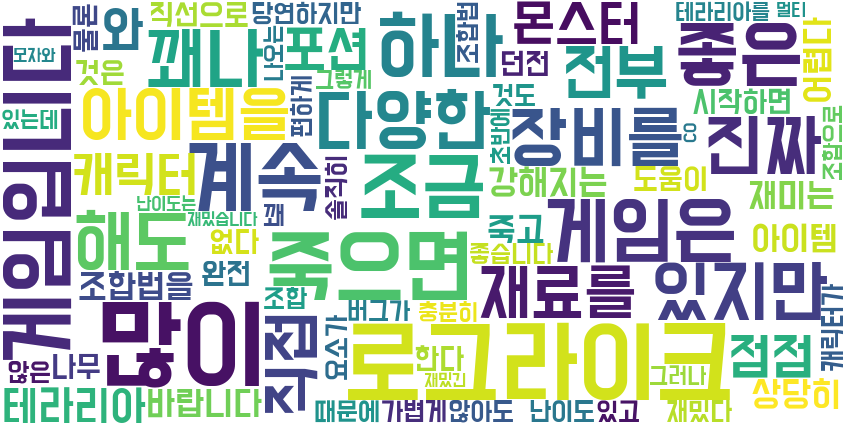 게임입니다
모자와
있는데
물론
와
것은
직선으로
꽤나
당연하지만
나오는
포션
그렇게
하나
조합법
몬스터
던전
전부
테라리아를
멀티
좋은
어렵다
아이템을
편하게
다양한
것도
초반에
장비를
시작하면
co
진짜
조합으로
캐릭터
계속
솔직히
조금
강해지는
도움이
재미는
난이도는
재밌습니다
꽤
해도
없다
죽으면
죽고
좋습니다
게임은
아이템
조합법을
완전
조합
버그가
충분히
재료를
있지만
캐릭터가
많이
직접
요소가
로그라이크
한다
재밌긴
그러나
점점
않은
나무
상당히
테라리아
바랍니다
때문에
가볍게
않아도
난이도
있고
재밌다